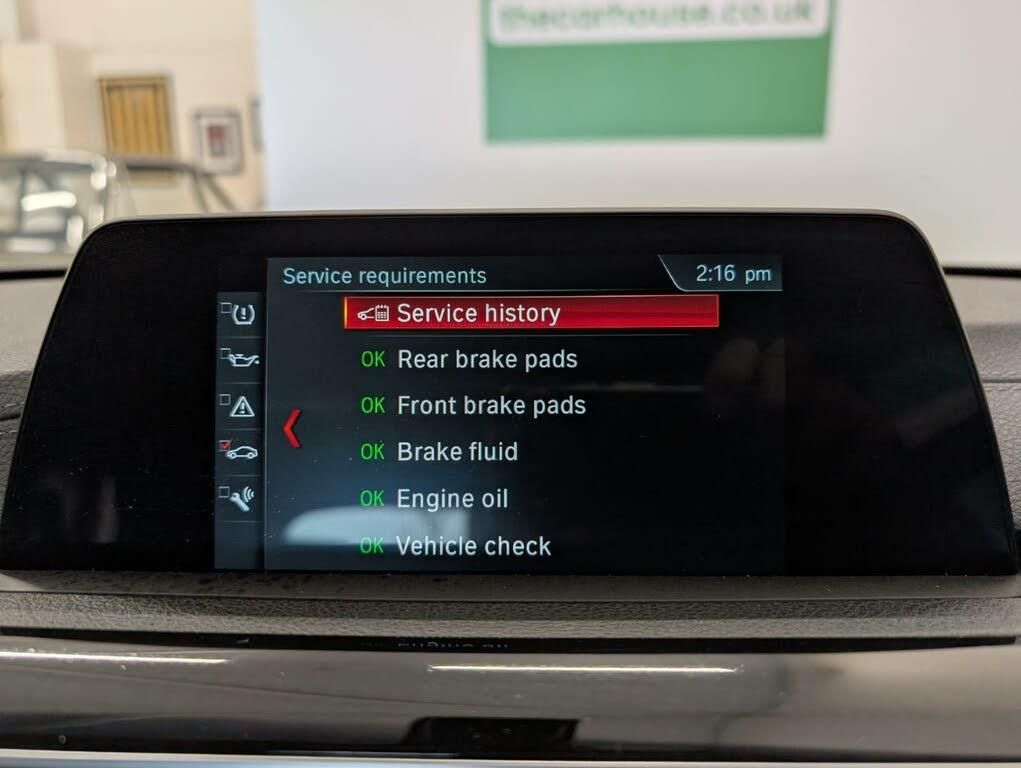 thecarhouse.co.uk
Service requirements
2:16 pm
Service history
OK Rear brake pads
OK Front brake pads
OK Brake fluid
OK Engine oil
OK Vehicle check